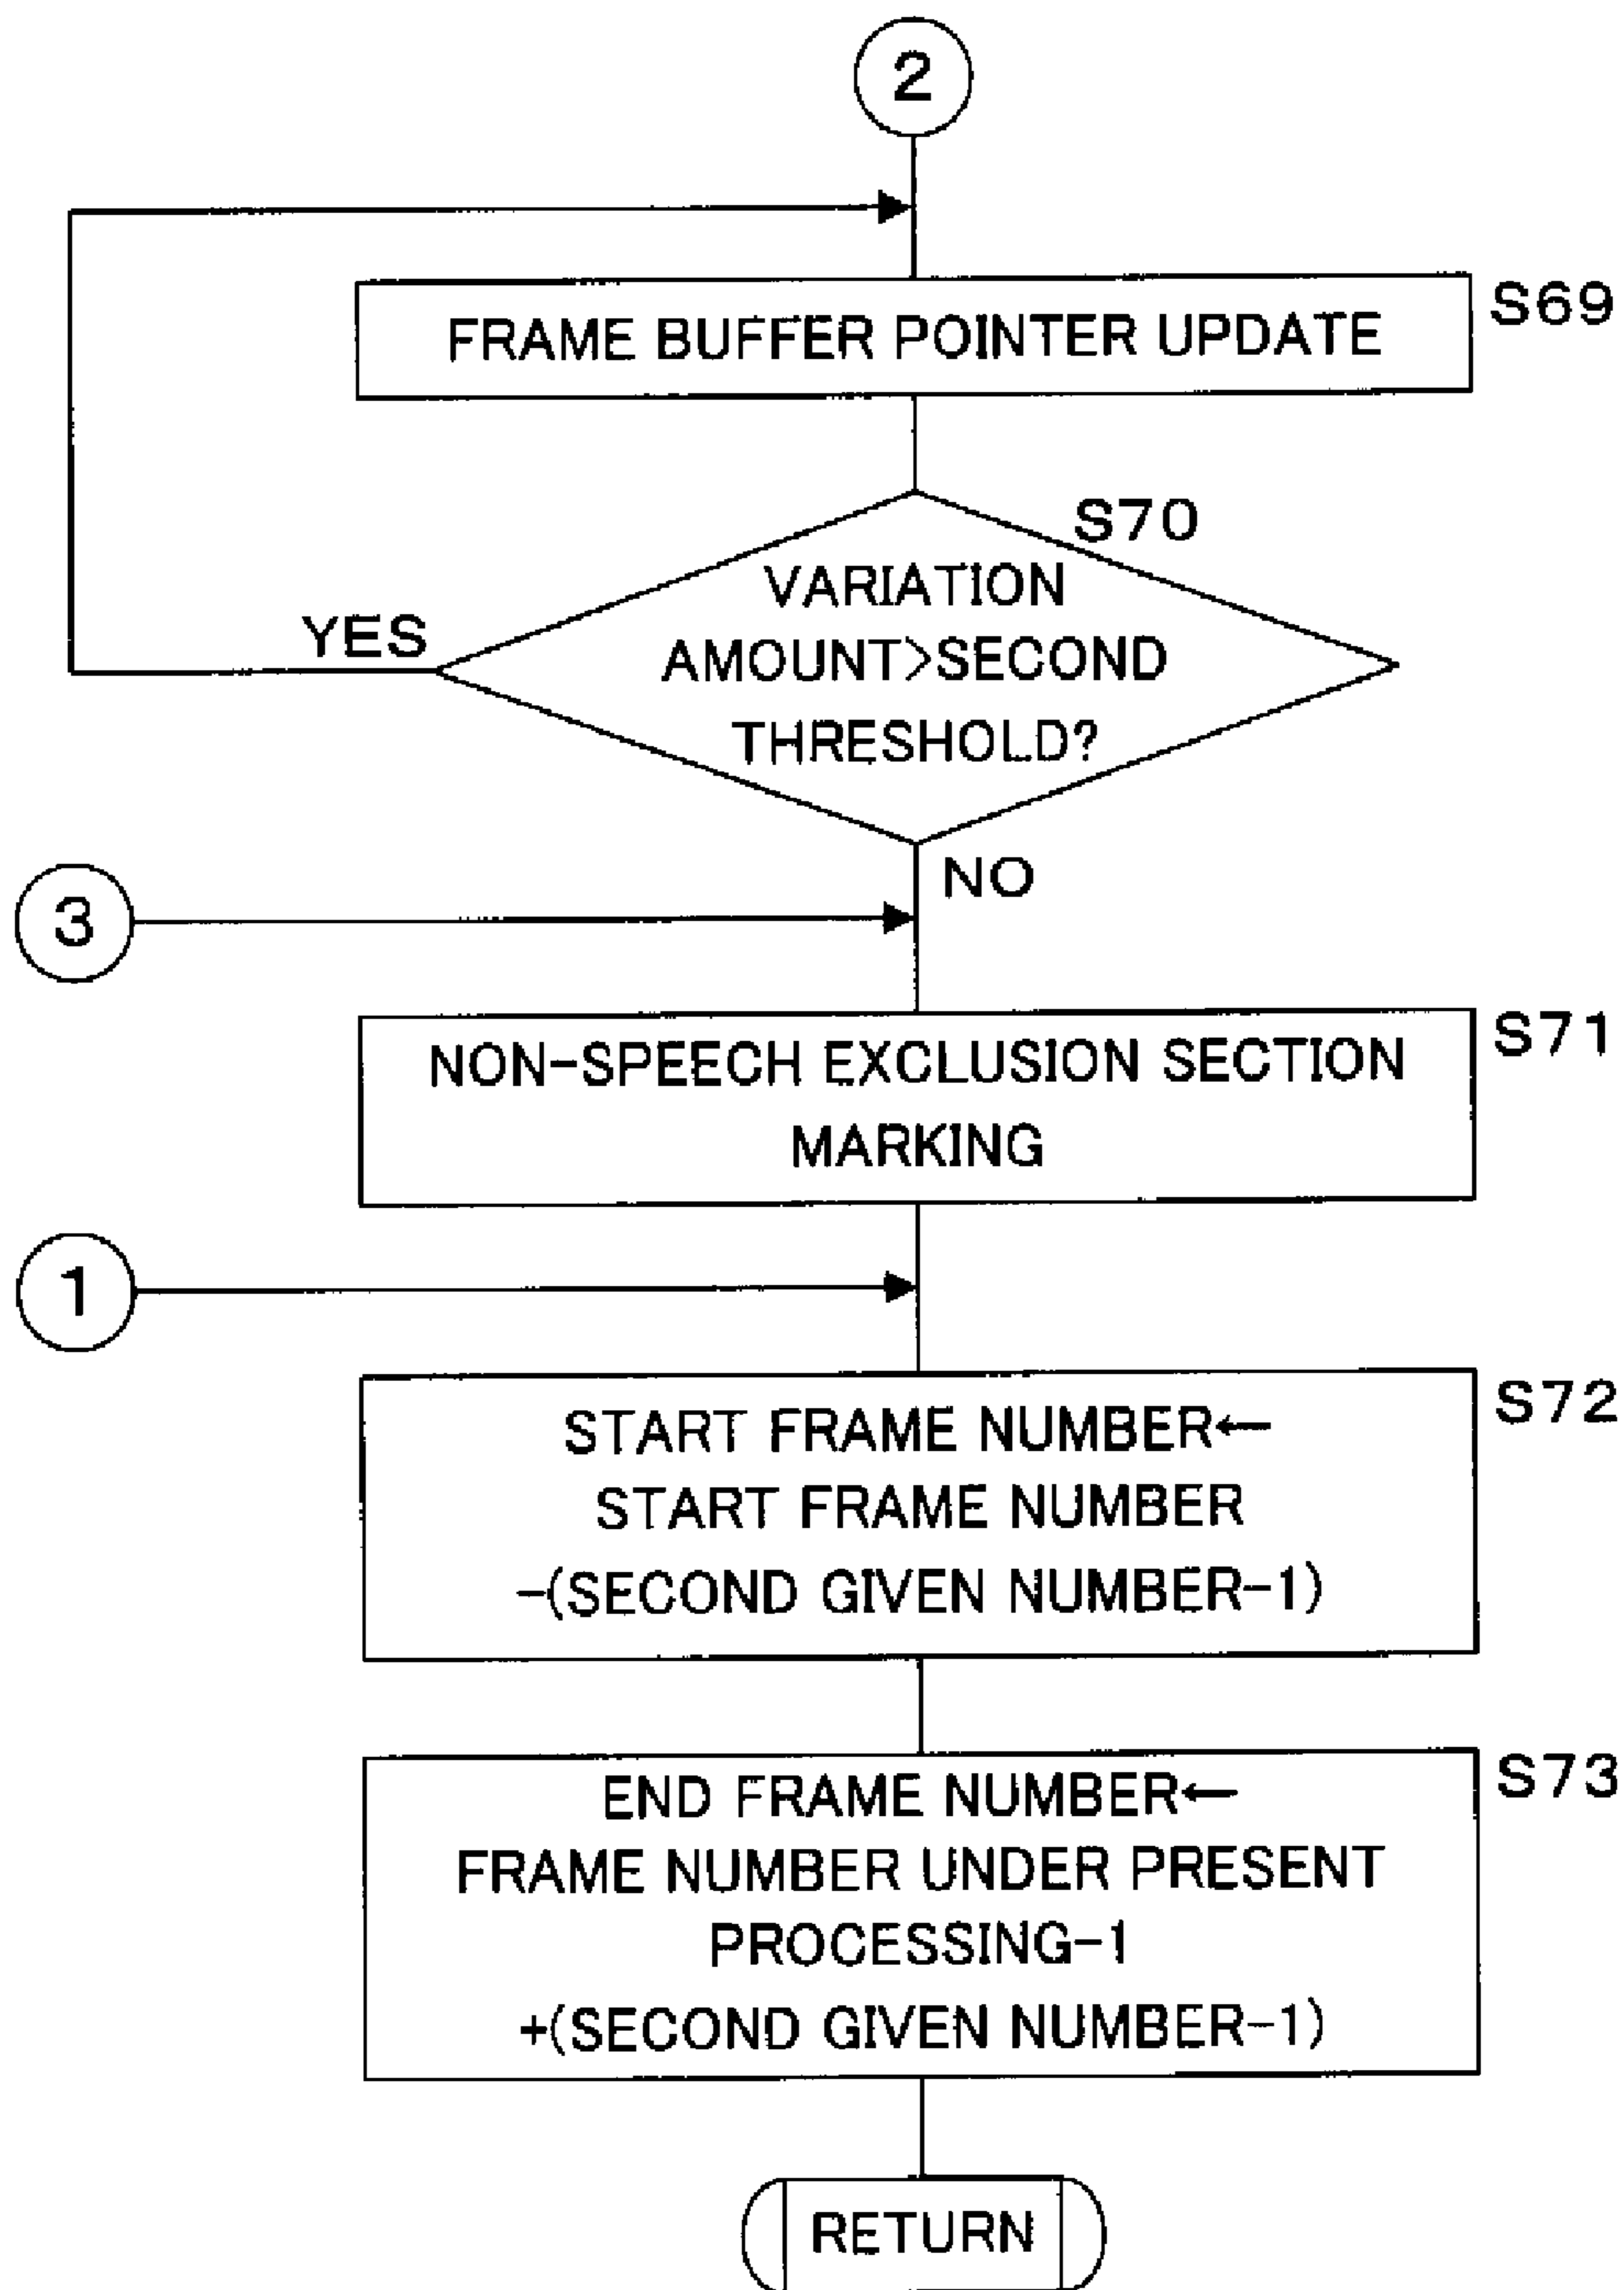 2
FRAME BUFFER POINTER UPDATE
S69
S70
VARIATION
AMOUNT>SECOND
THRESHOLD?
YES
NO
3
NON-SPEECH EXCLUSION SECTION
MARKING
S71
1
START FRAME NUMBER←
START FRAME NUMBER
-(SECOND GIVEN NUMBER-1)
S72
END FRAME NUMBER←
FRAME NUMBER UNDER PRESENT
PROCESSING-1
+(SECOND GIVEN NUMBER-1)
S73
RETURN